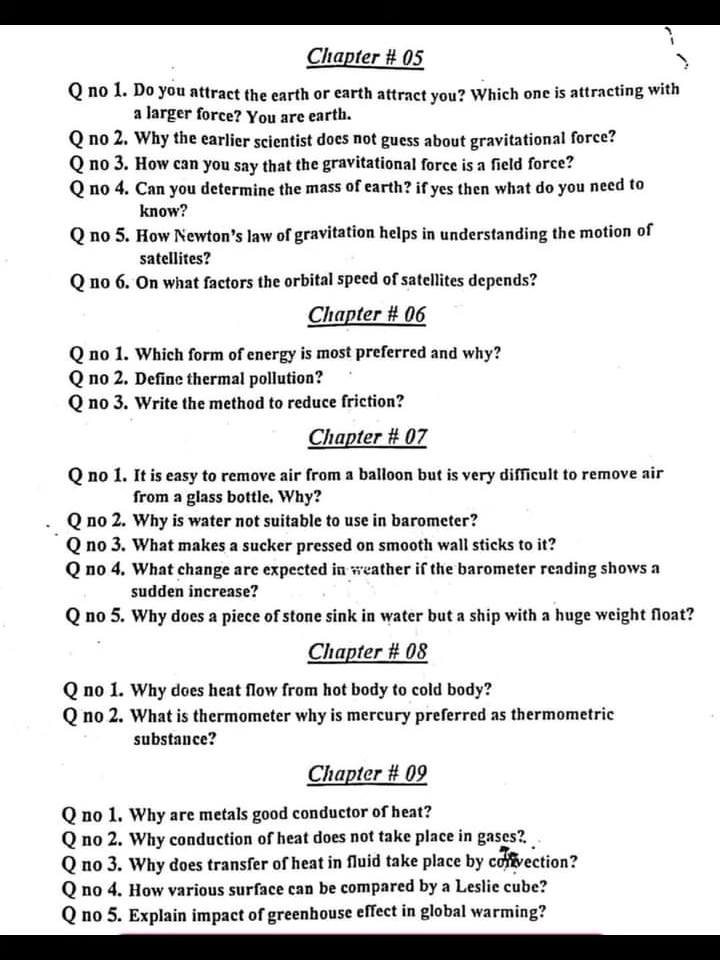 Chapter # 05
Q no 1. Do you attract the earth or earth attract you? Which one is attracting with
a larger force? You are earth.
Q no 2. Why the earlier scientist does not guess about gravitational force?
Q no 3. How can you say that the gravitational force is a field force?
Q no 4. Can you determine the mass of earth? if yes then what do you need to
know?
Q no 5. How Newton's law of gravitation helps in understanding the motion of
satellites?
Q no 6. On what factors the orbital speed of satellites depends?
Chapter # 06
Q no 1. Which form of energy is most preferred and why?
Q no 2. Define thermal pollution?
Q no 3. Write the method to reduce friction?
Chapter # 07
Q no 1. It is easy to remove air from a balloon but is very difficult to remove air
from a glass bottle. Why?
Q no 2. Why is water not suitable to use in barometer?
Q no 3. What makes a sucker pressed on smooth wall sticks to it?
Q no 4. What change are expected in weather if the barometer reading shows a
sudden increase?
Q no 5. Why does a piece of stone sink in water but a ship with a huge weight float?
Chapter # 08
Q no 1. Why does heat flow from hot body to cold body?
Q no 2. What is thermometer why is mercury preferred as thermometric
substance?
Chapter # 09
Q no 1. Why are metals good conductor of heat?
Q no 2. Why conduction of heat does not take place in gases?
Q no 3. Why does transfer of heat in fluid take place by convection?
Q no 4. How various surface can be compared by a Leslie cube?
Q no 5. Explain impact of greenhouse effect in global warming?